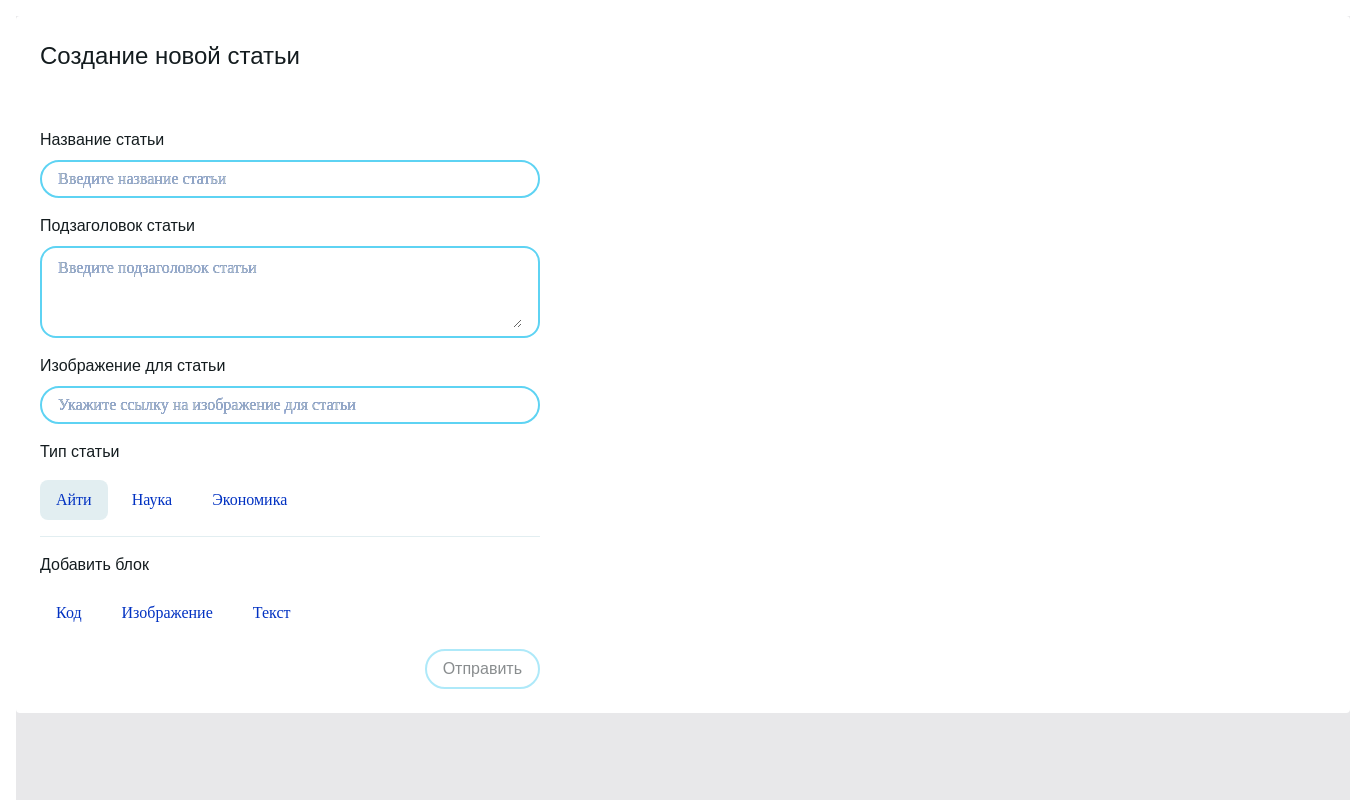 Создание новой статьи
Название статьи
Введите название статьи
Подзаголовок статьи
Введите подзаголовок статьи
Изображение для статьи
Укажите ссылку на изображение для статьи
Тип статьи
Айти Наука Экономика
Добавить блок
Код Изображение Текст
Отправить